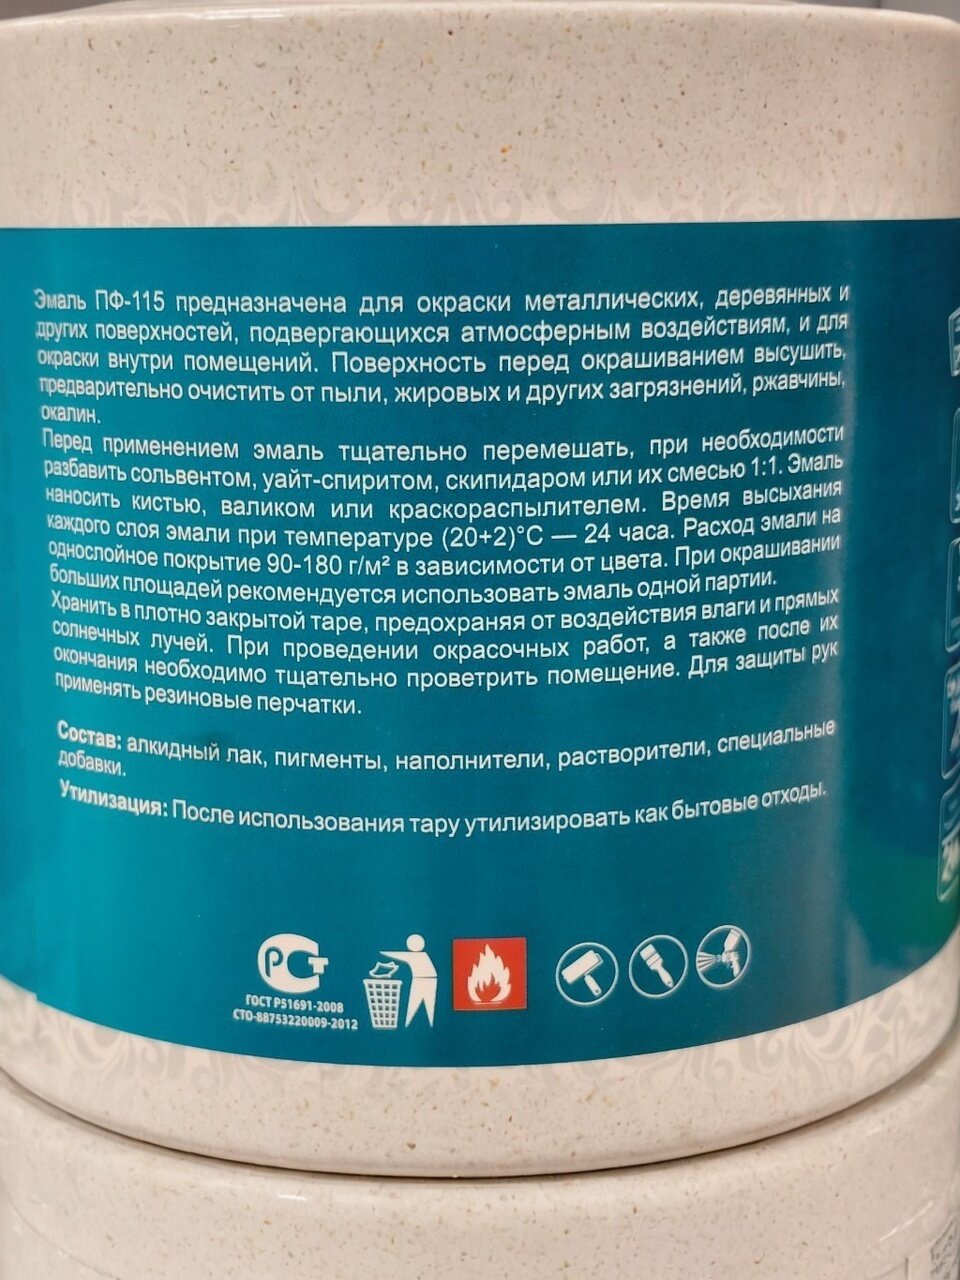 Эмаль ПФ-115 предназначена для окраски металлических, деревянных и
других поверхностей, подвергающихся атмосферным воздействиям, и для
окраски внутри помещений. Поверхность перед окрашиванием высушить,
предварительно очистить от пыли, жировых и других загрязнений, ржавчины,
окалин.
Перед применением эмаль тщательно перемешать, при необходимости
разбавить сольвентом, уайт-спиритом, скипидаром или их смесью 1:1. Эмаль
наносить кистью, валиком или краскораспылителем. Время высыхания
каждого слоя эмали при температуре (20+2)°С — 24 часа. Расход эмали на
однослойное покрытие 90-180 г/м² в зависимости от цвета. При окрашивании
больших площадей рекомендуется использовать эмаль одной партии.
Хранить в плотно закрытой таре, предохраняя от воздействия влаги и прямых
солнечных лучей. При проведении окрасочных работ, а также после их
окончания необходимо тщательно проветрить помещение. Для защиты рук
применять резиновые перчатки.
Состав: алкидный лак, пигменты, наполнители, растворители, специальные
добавки.
Утилизация: После использования тару утилизировать как бытовые отходы.
РСТ
ГОСТ Р51691-2008
СТО-88753220009-2012